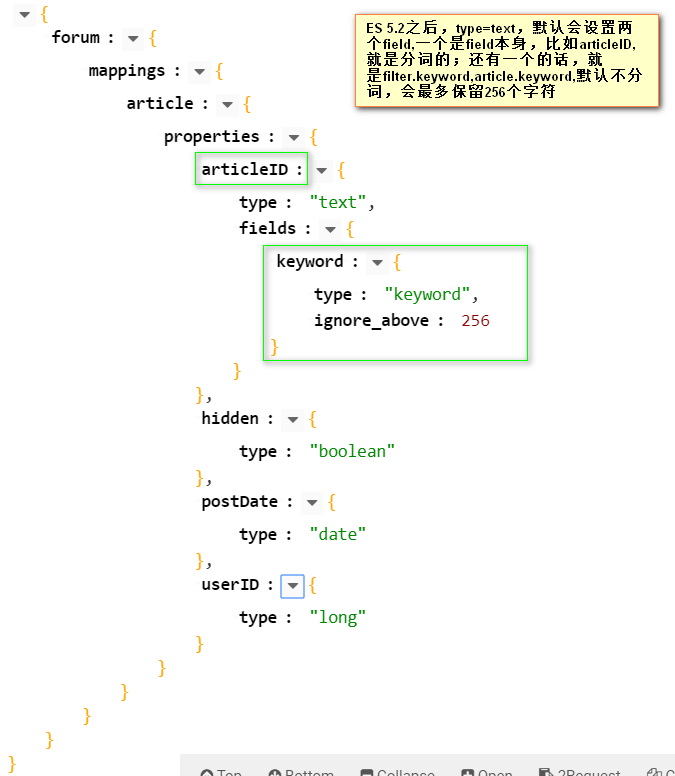 {
forum : {
mappings : {
article : {
properties : {
articleID : {
type : "text",
fields : {
keyword : {
type : "keyword",
ignore_above : 256
}
}
},
hidden : {
type : "boolean"
},
postDate : {
type : "date"
},
userID : {
type : "long"
}
}
}
}
}
}
ES 5.2之后，type=text，默认会设置两
个field,一个是field本身，比如articleID,
就是分词的；还有一个的话，就
是filter.keyword,article.keyword,默认不分
词，会最多保留256个字符
Top Bottom Collapse Open 2Request